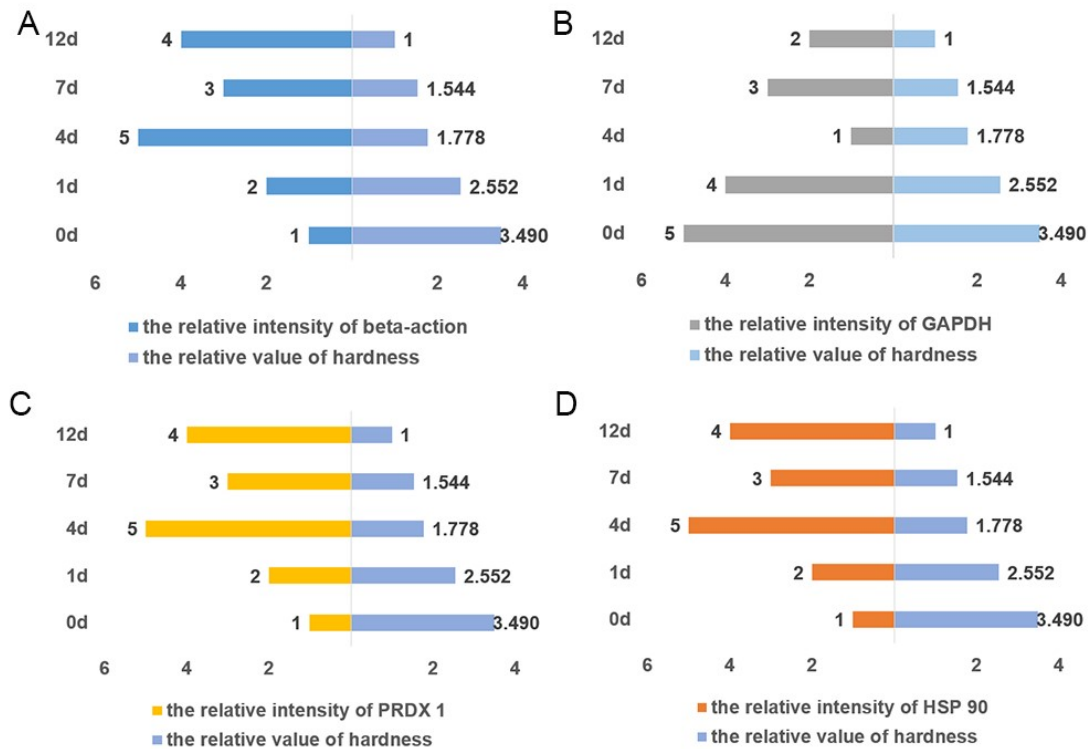 A
12d 4 1
7d 3 1.544
4d 5 1.778
1d 2 2.552
0d 1 3.490
6 4 2 2 4
the relative intensity of beta-action
the relative value of hardness
B
12d 2 1
7d 3 1.544
4d 1 1.778
1d 4 2.552
0d 5 3.490
6 4 2 2 4
the relative intensity of GAPDH
the relative value of hardness
C
12d 4 1
7d 3 1.544
4d 5 1.778
1d 2 2.552
0d 1 3.490
6 4 2 2 4
the relative intensity of PRDX 1
the relative value of hardness
D
12d 4 1
7d 3 1.544
4d 5 1.778
1d 2 2.552
0d 1 3.490
6 4 2 2 4
the relative intensity of HSP 90
the relative value of hardness